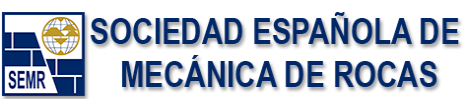 SOCIEDAD ESPAÑOLA DE
MECÁNICA DE ROCAS
SEMR